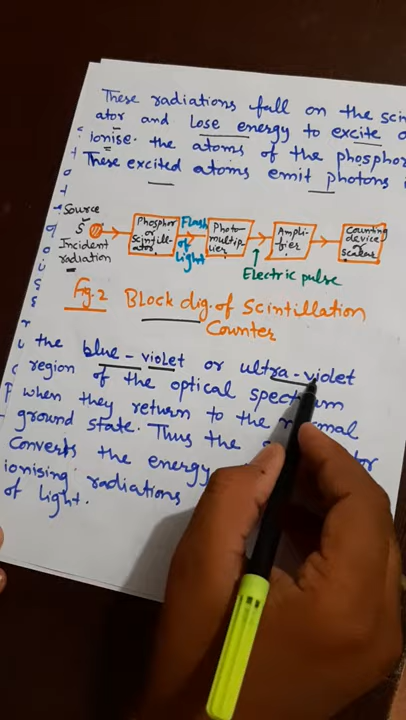 These radiations fall on the
ator and Lose energy to excite
ionise. the atoms of the phosphor
These excited atoms emit photons
Source
S
Incident
radiation
Phosphor
or
scintill-
ator
Flash
of
Light
Photo-
multip-
lier
Electric pulse
Ampli-
fier
Counting
device
or
scalar
Fig. 2 Block dig. of Scintillation
Counter
the blue-violet or ultra-violet
region of the optical spectrum
when they return to the normal
ground state. Thus the
Converts the energy
ionising radiations
of light.